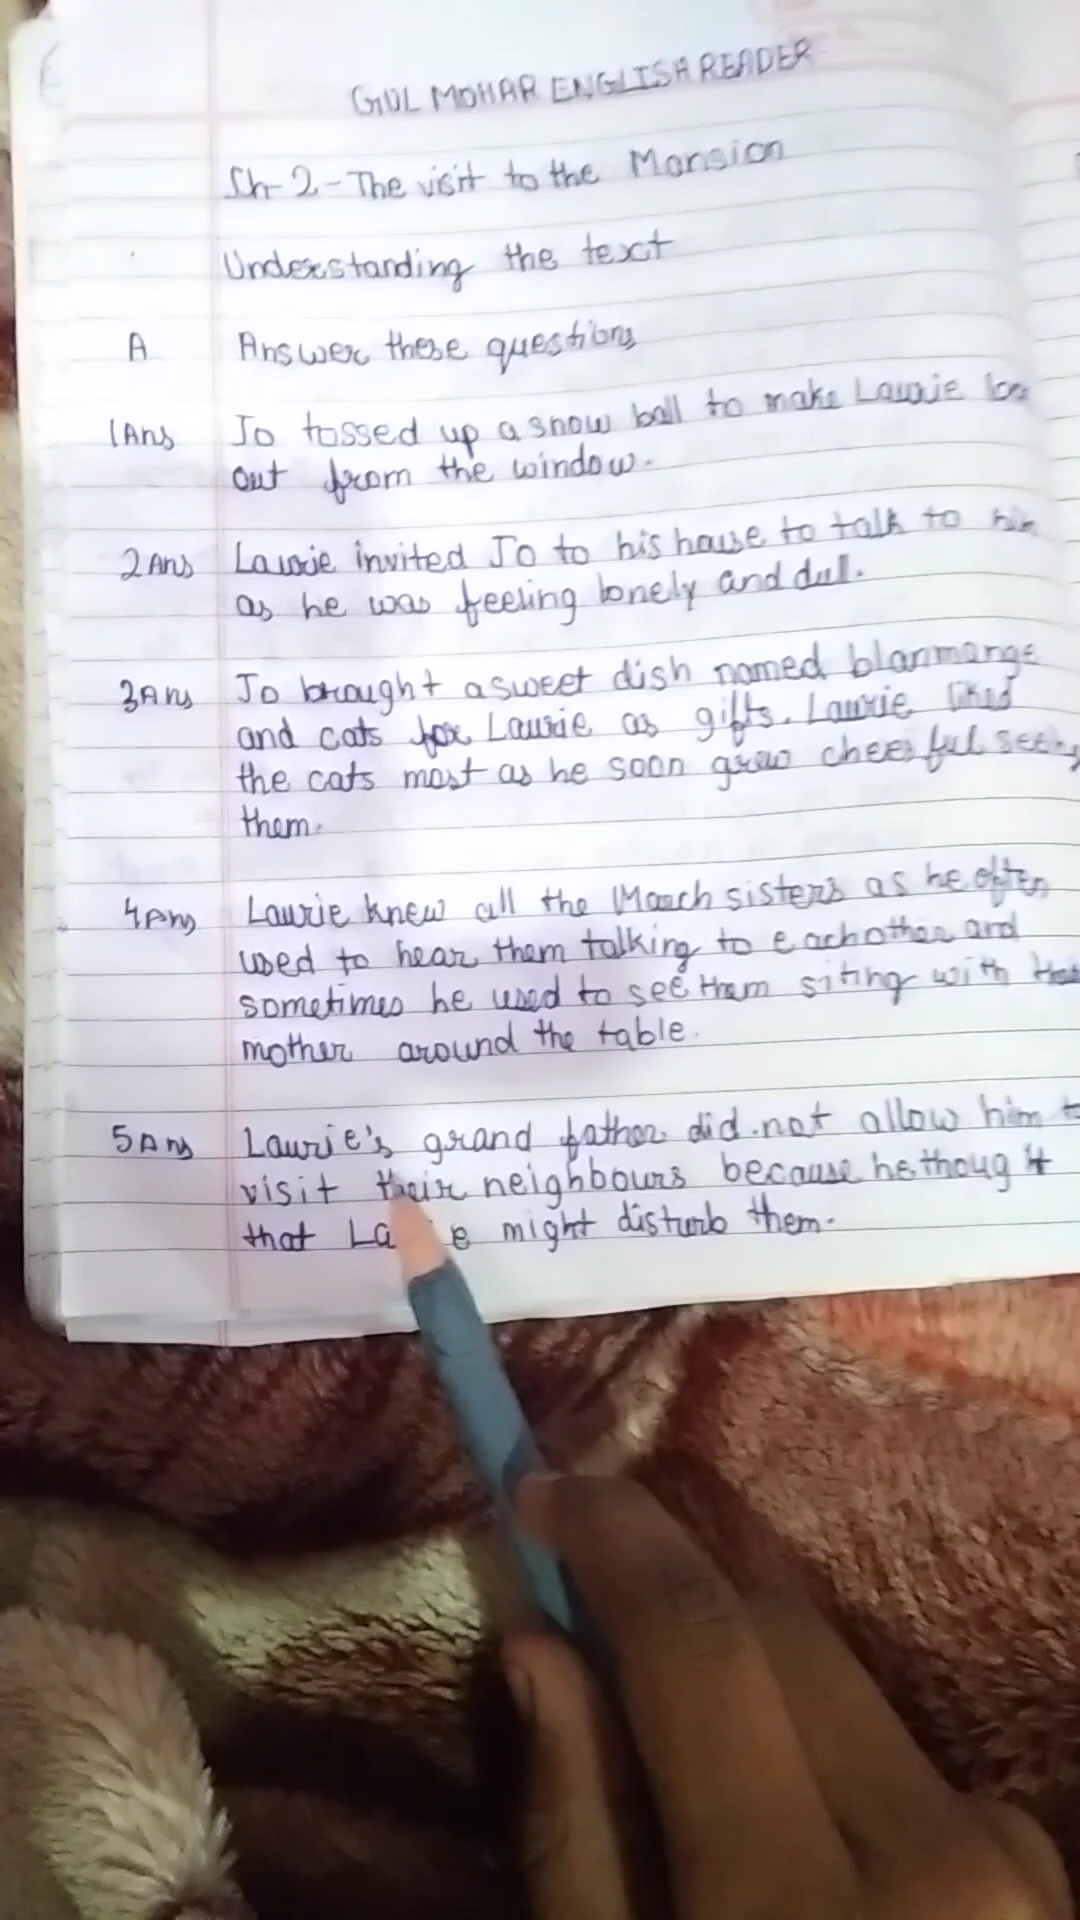 GUL MOHAR ENGLISH READER
Ch-2-The visit to the Mansion
Understanding the text
A Answer these questions
1Ans Jo tossed up a snow ball to make Laurie
out from the window.
2Ans Laurie invited Jo to his house to talk to him
as he was feeling lonely and dull.
3Ans Jo brought a sweet dish named blanmange
and cats for Laurie as gifts. Laurie liked
the cats most as he soon grew cheerful
them.
4Ans Laurie knew all the March sisters as he often
used to hear them talking to eachother and
sometimes he used to see them siting with
mother around the table.
5Ans Laurie's grand father did not allow him
visit their neighbours because he
that might disturb them.